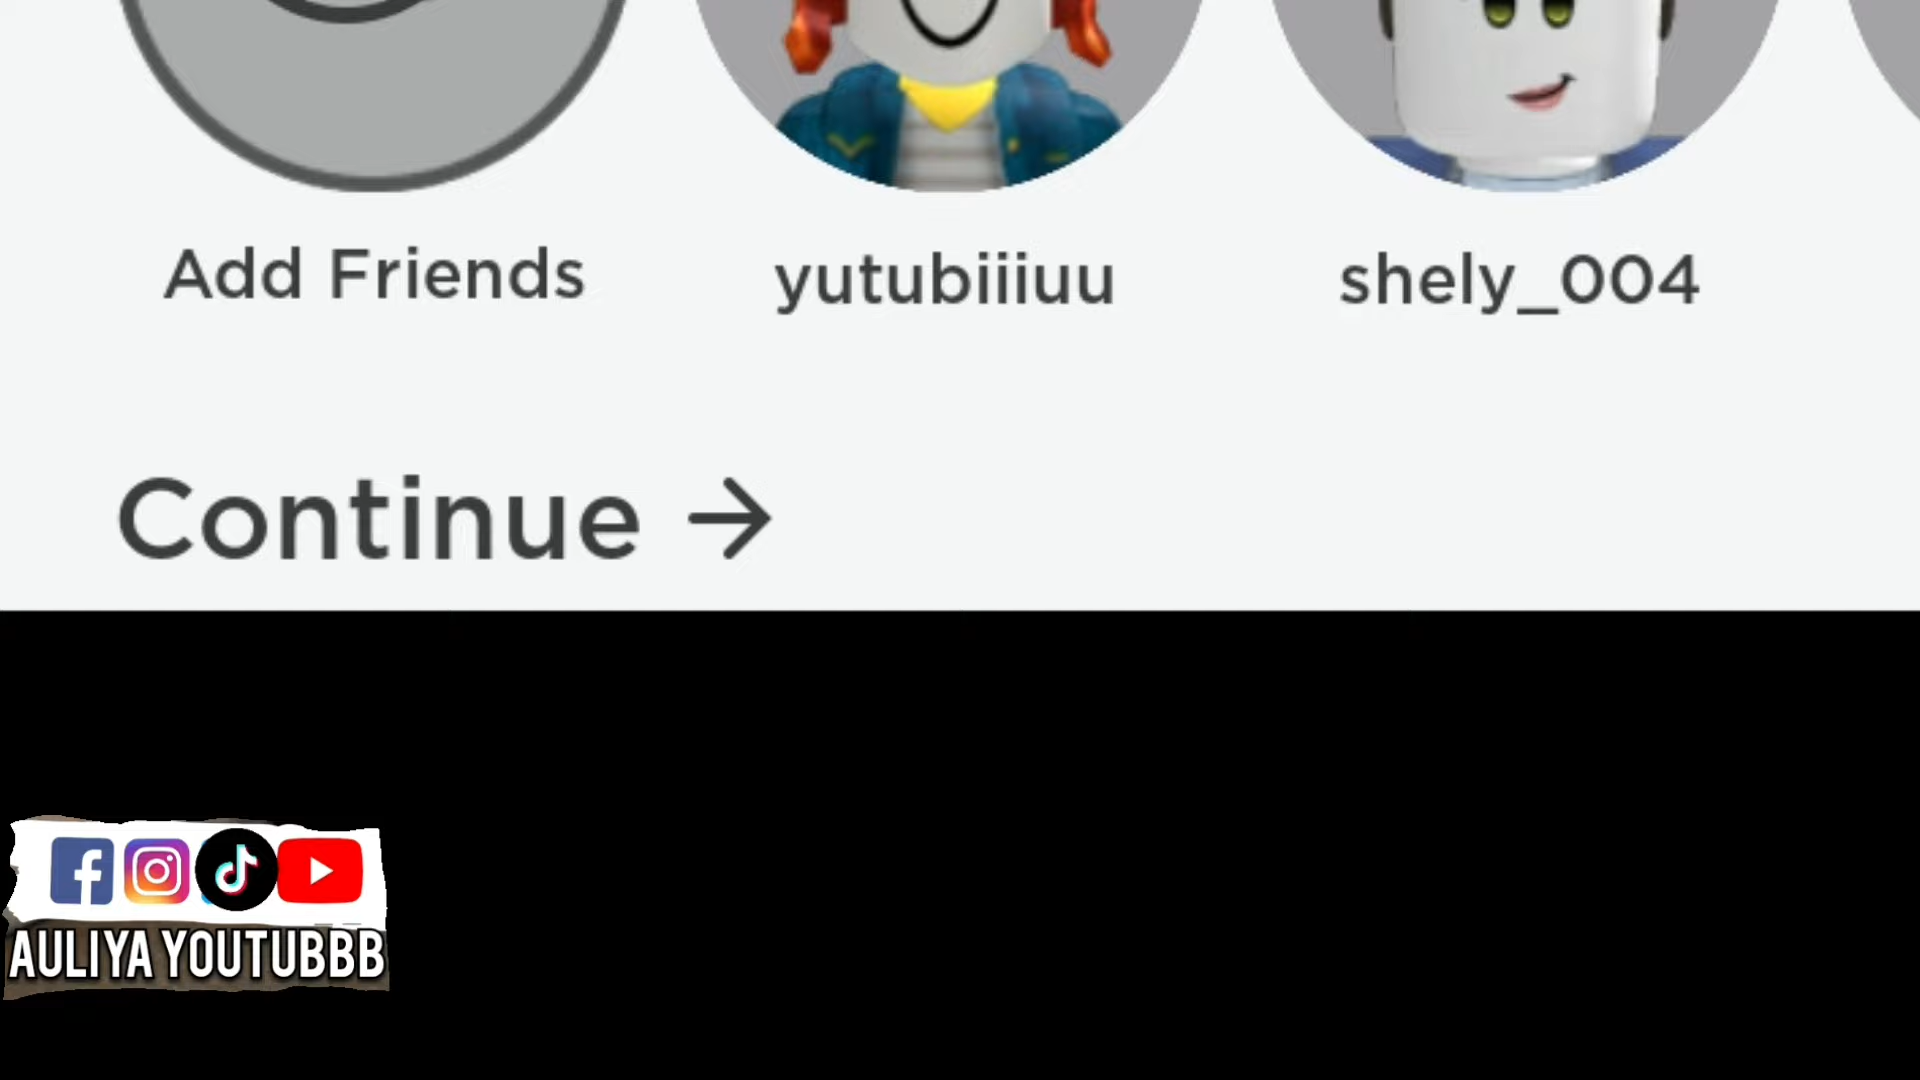 Add Friends
yutubiiiuu
shely_004
Continue →
AULIYA YOUTUBBB